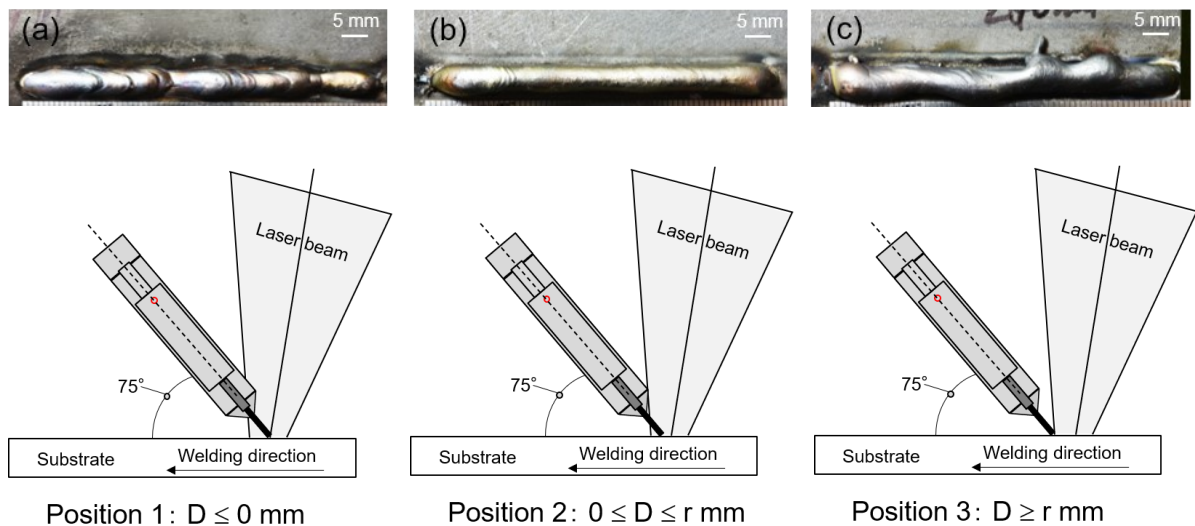 (a)
5 mm
(b)
5 mm
(c)
5 mm
Laser beam
75°
Substrate
Welding direction
Position 1: D ≤ 0 mm
Laser beam
75°
Substrate
Welding direction
Position 2: 0 ≤ D ≤ r mm
Laser beam
75°
Substrate
Welding direction
Position 3: D ≥ r mm